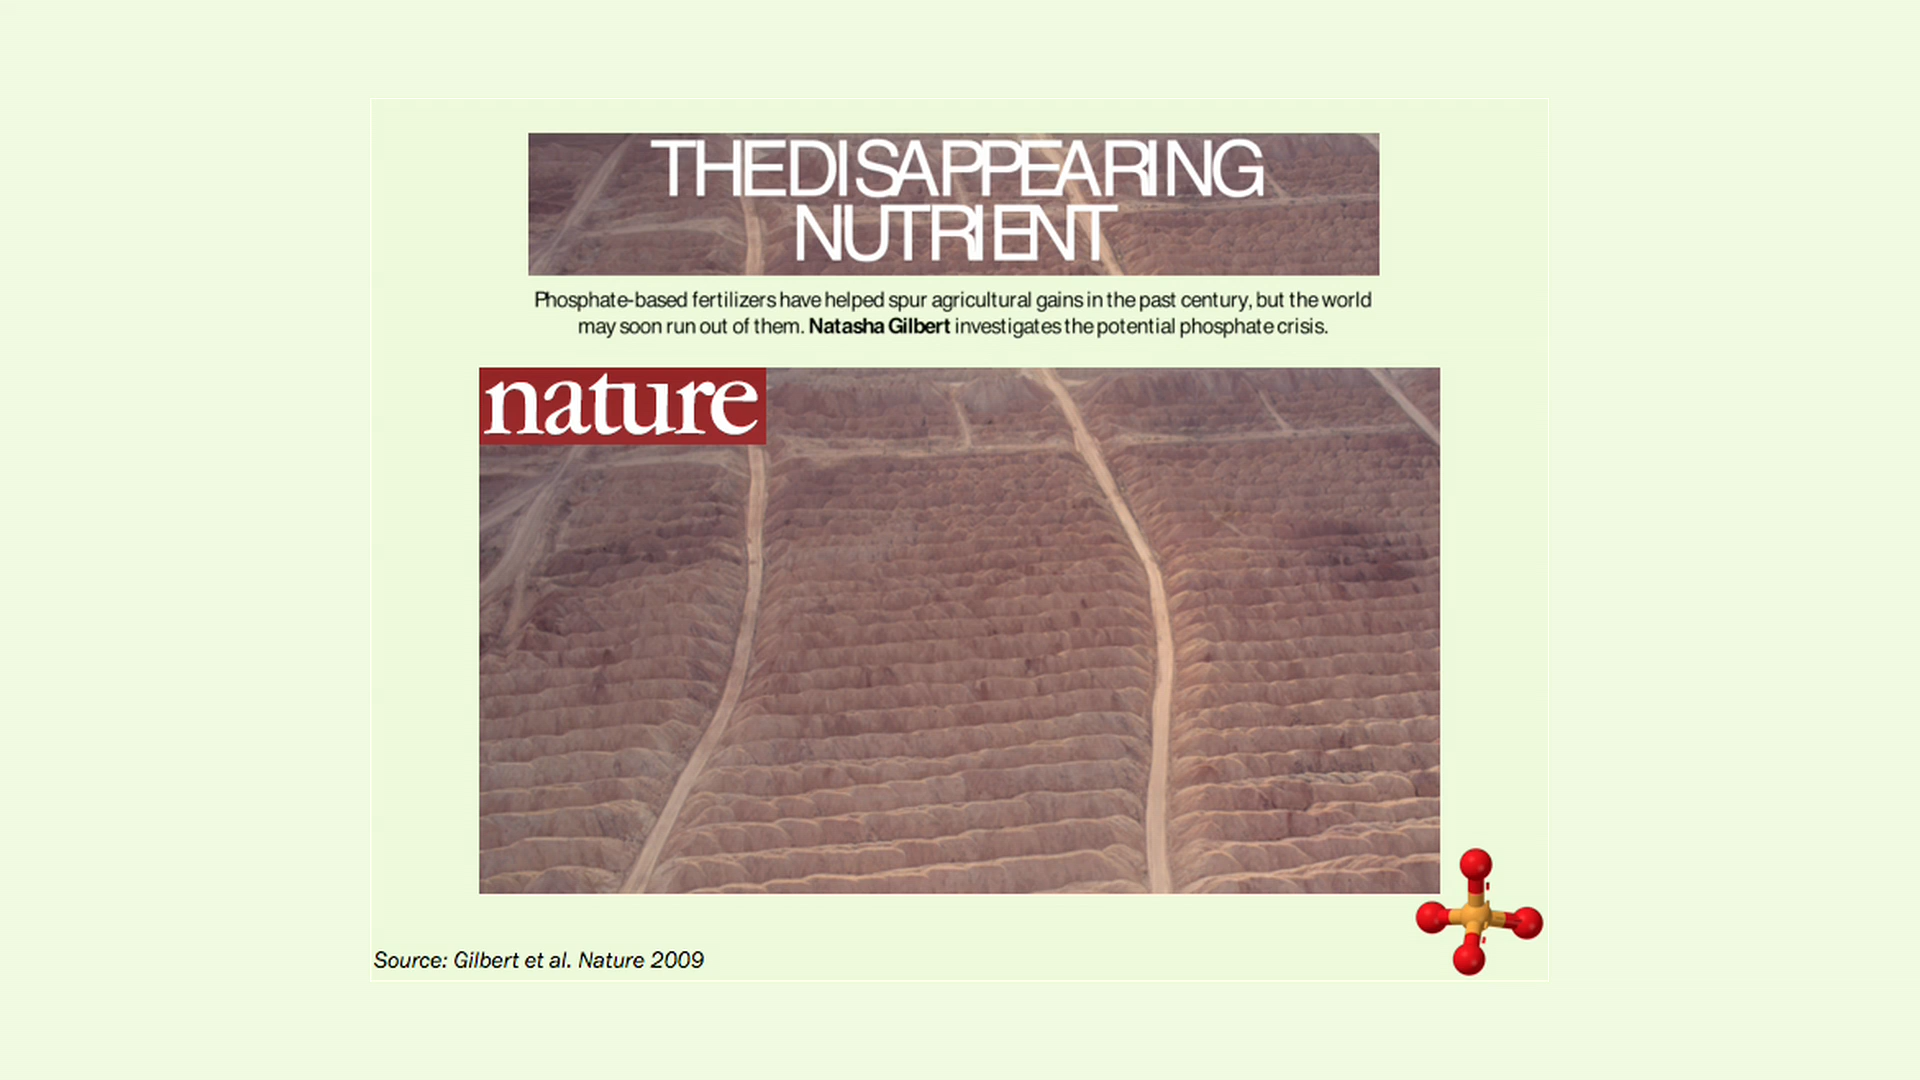 THE DISAPPEARING
NUTRIENT
Phosphate-based fertilizers have helped spur agricultural gains in the past century, but the world
may soon run out of them. Natasha Gilbert investigates the potential phosphate crisis.
nature
Source: Gilbert et al. Nature 2009